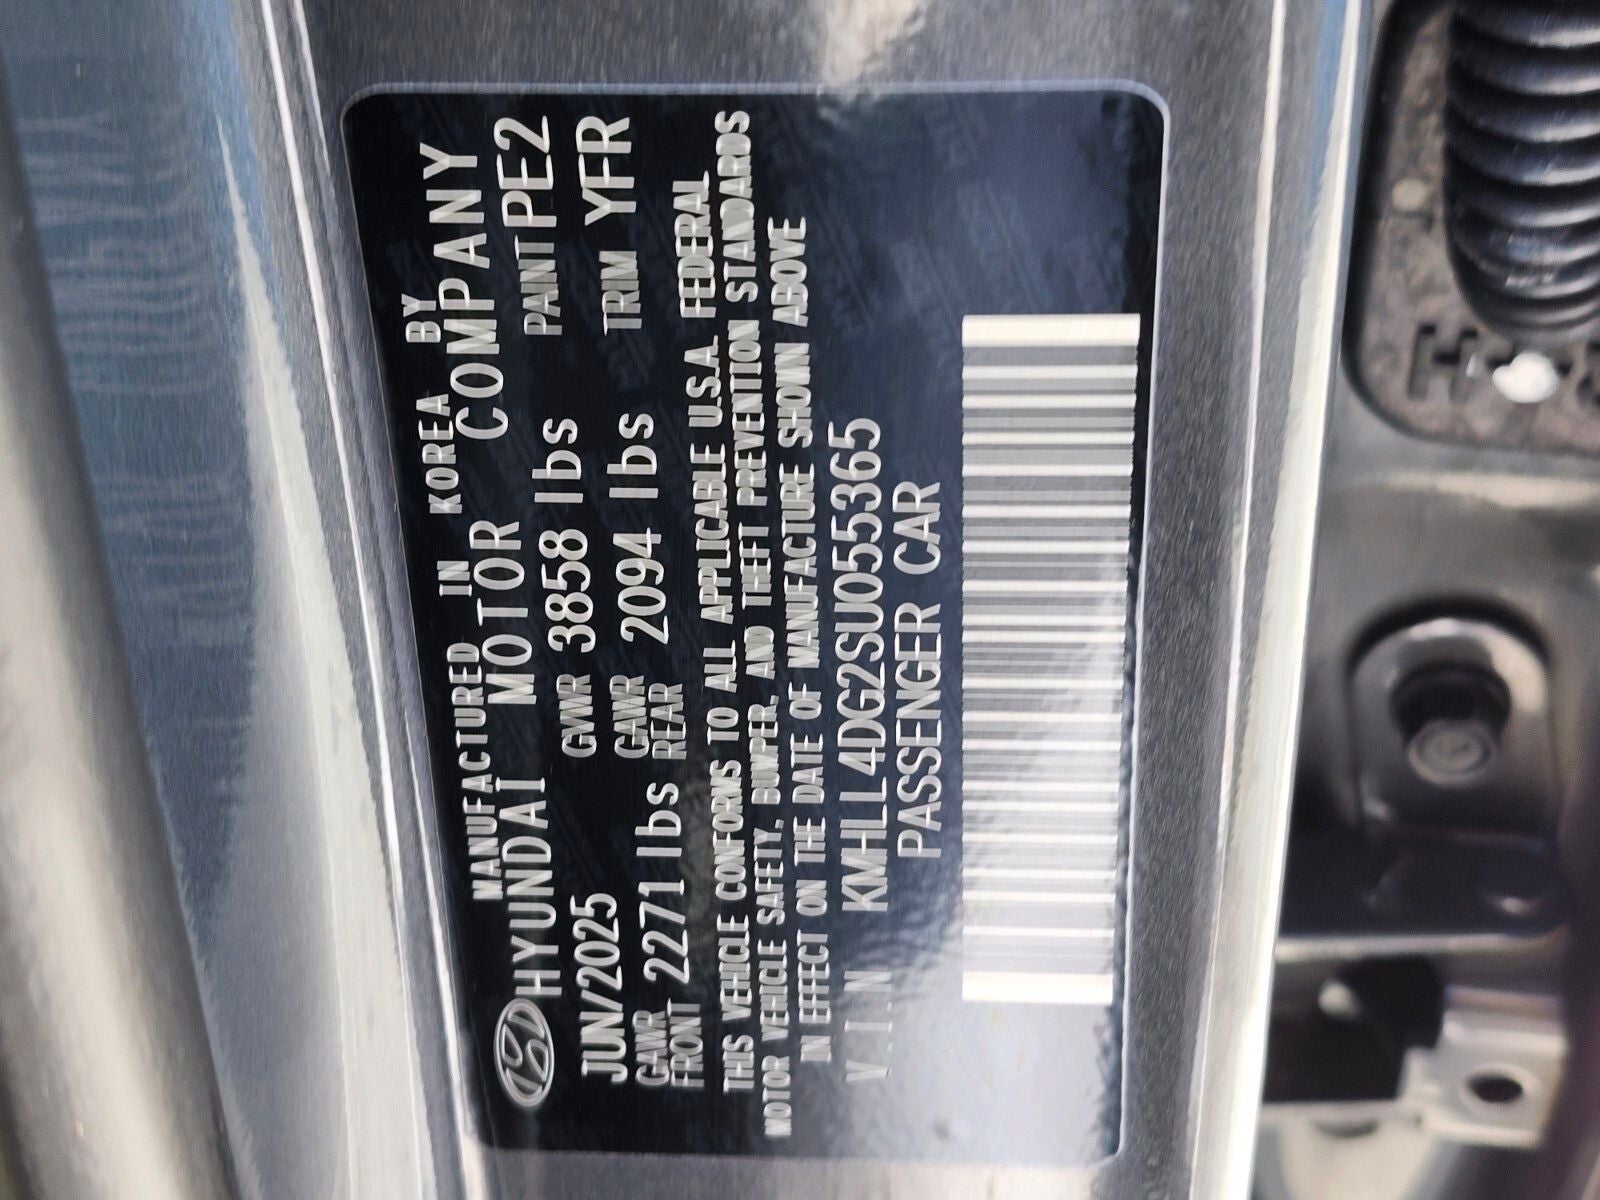 MANUFACTURED IN KOREA BY
HYUNDAI MOTOR COMPANY
JUN/2025 GVWR 3858 lbs PAINT PE2
GAWR FRONT 2271 lbs GAWR REAR 2094 lbs TRIM YFR
THIS VEHICLE CONFORMS TO ALL APPLICABLE U.S.A FEDERAL
MOTOR VEHICLE SAFETY, BUMPER, AND THEFT PREVENTION STANDARDS
IN EFFECT ON THE DATE OF MANUFACTURE SHOWN ABOVE
V.I.N KMHLL4DG2SU055365
PASSENGER CAR